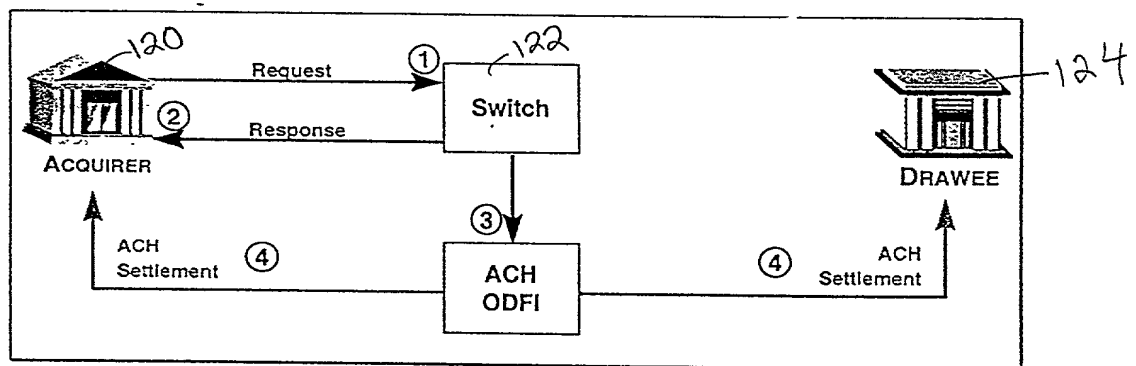 120
Request
①
122
Switch
124
②
Response
ACQUIRER
DRAWEE
③
ACH
Settlement
④
ACH
ODFI
④
ACH
Settlement